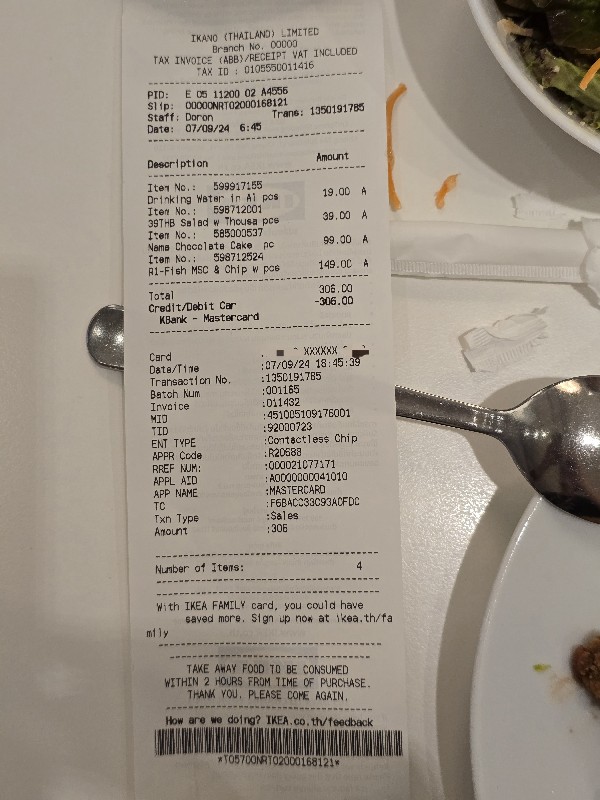 IKANO (THAILAND) LIMITED
Branch No. 00000
TAX INVOICE (ABB)/RECEIPT VAT INCLUDED
TAX ID : 0105550011416
PID: E 05 11200 02 A4556
Slip: 00000NRT02000168121
Staff: Doron Trans: 1350191785
Date: 07/09/24 6:45
Description Amount
Item No.: 599917155
Drinking Water in Al pcs 19.00 A
Item No.: 598712001
39THB Salad w Thousa pcs 39.00 A
Item No.: 585000537
Nama Chocolate Cake pc 99.00 A
Item No.: 598712524
A1-Fish MSC & Chip w pcs 149.00 A
Total 306.00
Credit/Debit Car -306.00
KBank - Mastercard
Card XXXXXX
Date/Time :07/09/24 18:45:39
Transaction No. :1350191785
Batch Num :001165
Invoice :011432
MID :451005109176001
TID :92000723
ENT TYPE :Contactless Chip
APPR Code :R20688
RREF NUM: :000021077171
APPL AID :A0000000041010
APP NAME :MASTERCARD
TC :F6BACC33C93ACFDC
Txn Type :Sales
Amount :306
Number of Items: 4
With IKEA FAMILY card, you could have
saved more. Sign up now at ikea.th/fa
mily
TAKE AWAY FOOD TO BE CONSUMED
WITHIN 2 HOURS FROM TIME OF PURCHASE.
THANK YOU. PLEASE COME AGAIN.
How are we doing? IKEA.co.th/feedback
*T05700NRT02000168121*